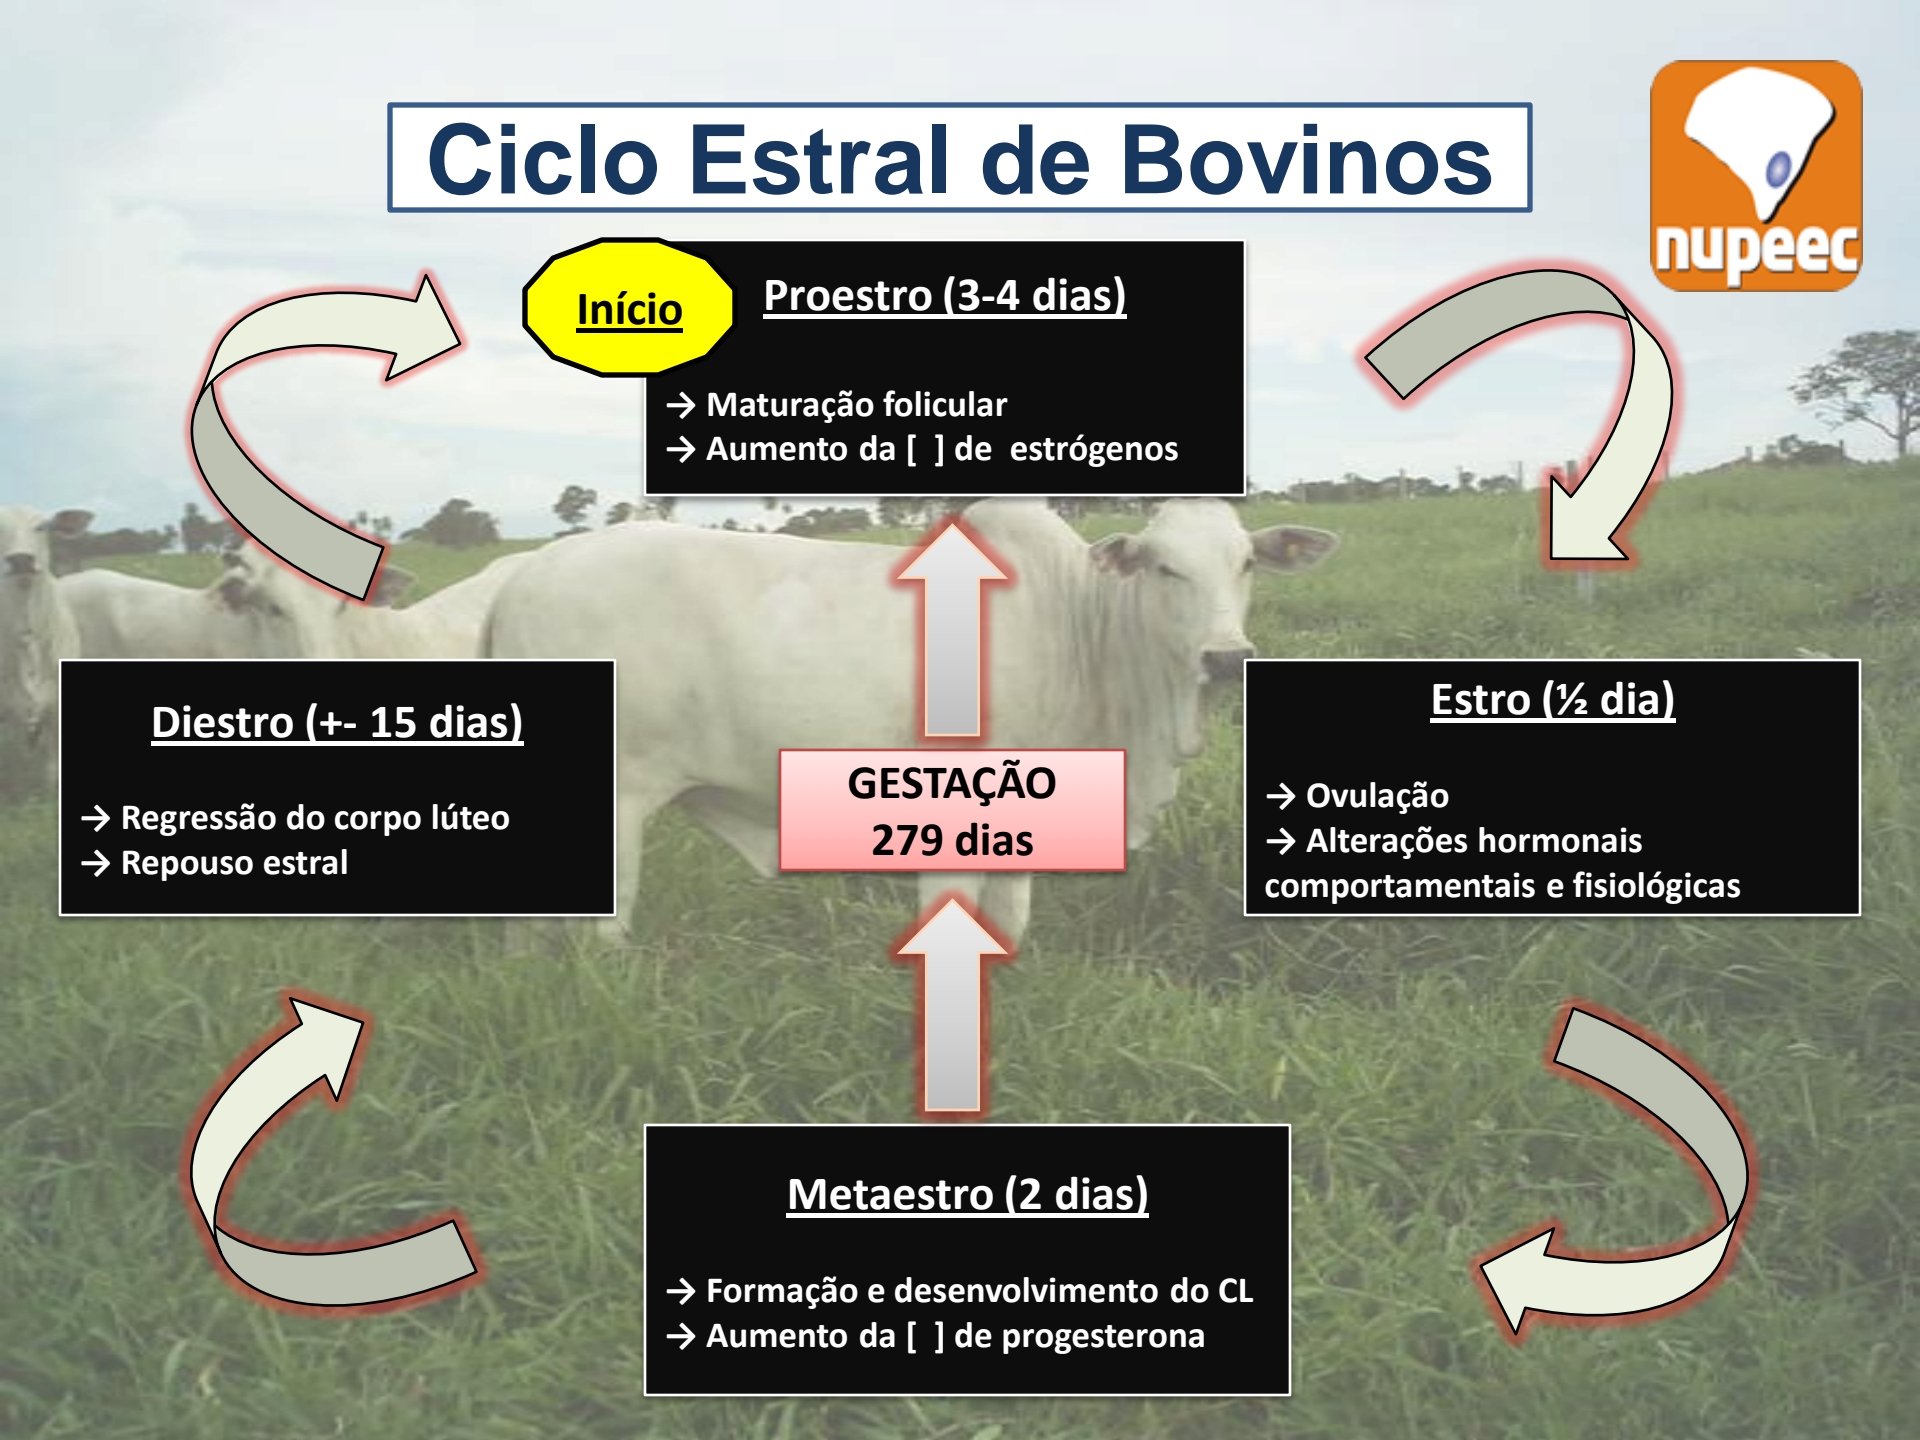 Ciclo Estral de Bovinos
nupeec
Início
Proestro (3-4 dias)
→ Maturação folicular
→ Aumento da [  ] de  estrógenos
Diestro (+- 15 dias)
→ Regressão do corpo lúteo
→ Repouso estral
GESTAÇÃO
279 dias
Estro (½ dia)
→ Ovulação
→ Alterações hormonais
comportamentais e fisiológicas
Metaestro (2 dias)
→ Formação e desenvolvimento do CL
→ Aumento da [  ] de progesterona